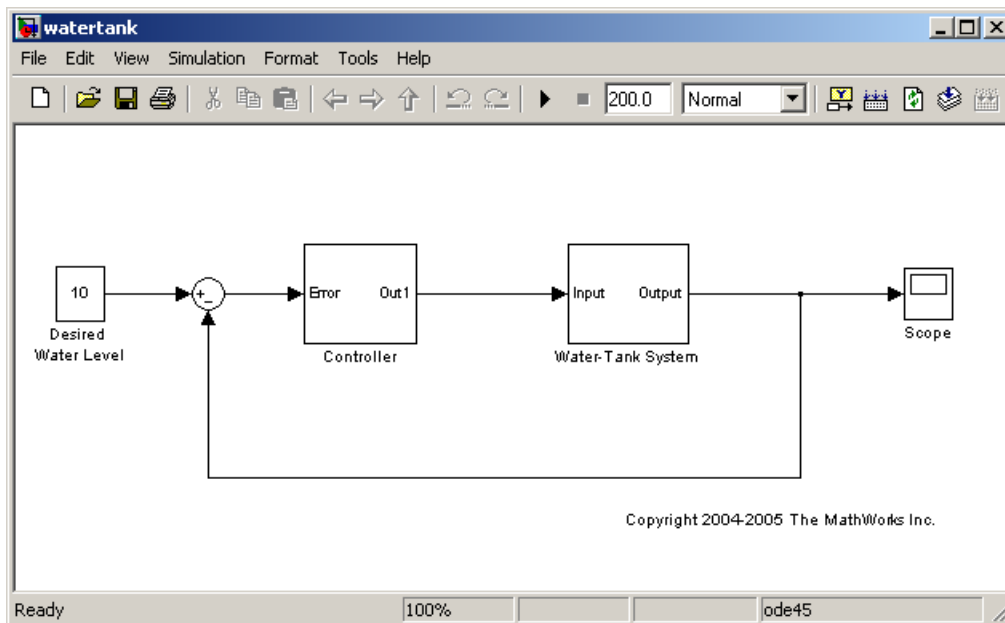 watertank
File Edit View Simulation Format Tools Help
200.0 Normal
10
+
-
Error Out1
Input Output
Desired
Water Level
Controller
Water-Tank System
Scope
Copyright 2004-2005 The MathWorks Inc.
Ready 100% ode45